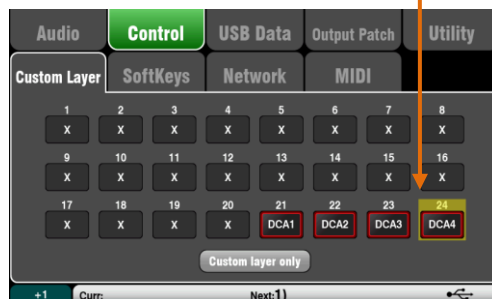 Audio Control USB Data Output Patch Utility
Custom Layer SoftKeys Network MIDI
1 2 3 4 5 6 7 8
X X X X X X X X
9 10 11 12 13 14 15 16
X X X X X X X X
17 18 19 20 21 22 23 24
X X X X DCA1 DCA2 DCA3 DCA4
Custom layer only
+1 Curr: Next:1)